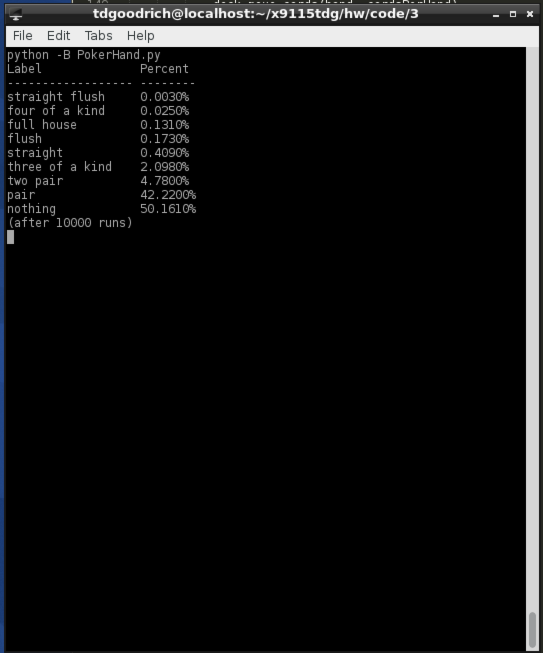 tdgoodrich@localhost:~/x9115tdg/hw/code/3
File Edit Tabs Help
python -B PokerHand.py
Label Percent
------------------ --------
straight flush 0.0030%
four of a kind 0.0250%
full house 0.1310%
flush 0.1730%
straight 0.4090%
three of a kind 2.0980%
two pair 4.7800%
pair 42.2200%
nothing 50.1610%
(after 10000 runs)